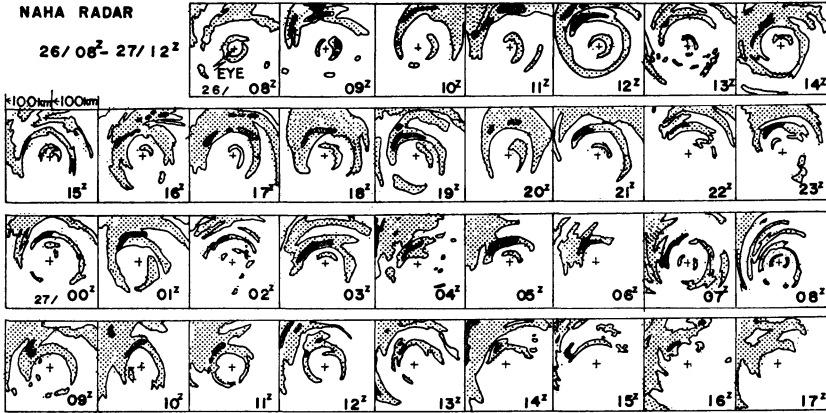 NAHA RADAR
26/08Z-27/12Z
EYE
26/ 08Z 09Z 10Z 11Z 12Z 13Z 14Z
<100km><100km>
15Z 16Z 17Z 18Z 19Z 20Z 21Z 22Z 23Z
27/ 00Z 01Z 02Z 03Z 04Z 05Z 06Z 07Z 08Z
09Z 10Z 11Z 12Z 13Z 14Z 15Z 16Z 17Z